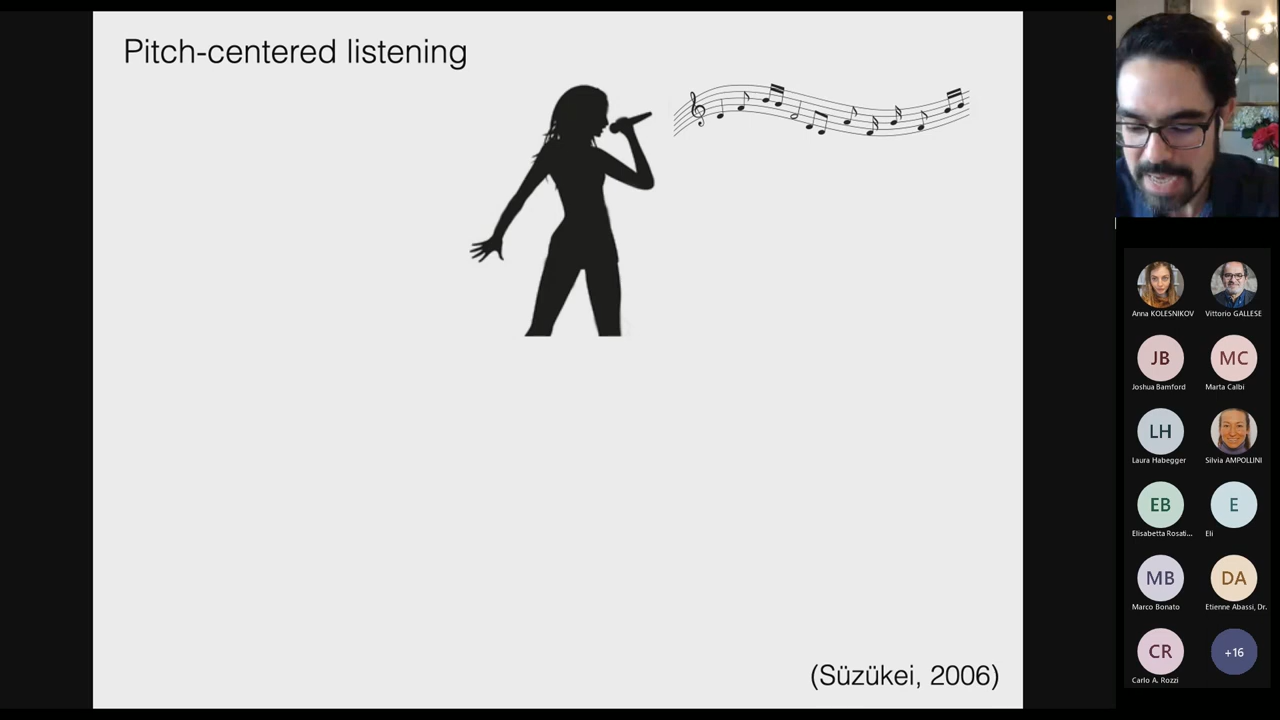 Pitch-centered listening
(Süzükei, 2006)
Anna KOLESNIKOV
Vittorio GALLESE
JB
MC
Joshua Bamford
Marta Calbi
LH
Laura Habegger
Silvia AMPOLLINI
EB
E
Elisabetta Rosati...
Eli
MB
DA
Marco Bonato
Etienne Abassi, Dr.
CR
+16
Carlo A. Rozzi